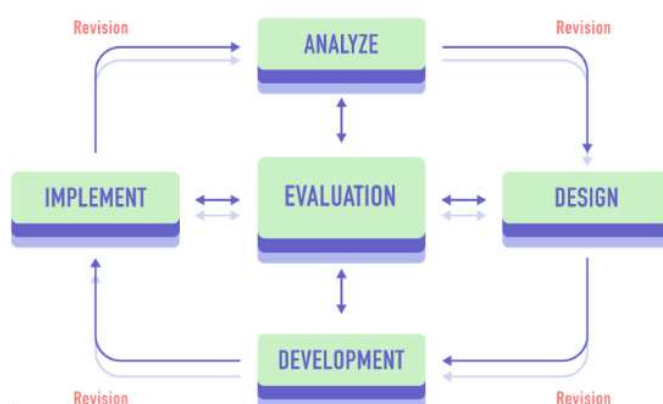 Revision
Revision
ANALYZE
IMPLEMENT
EVALUATION
DESIGN
DEVELOPMENT
Revision
Revision